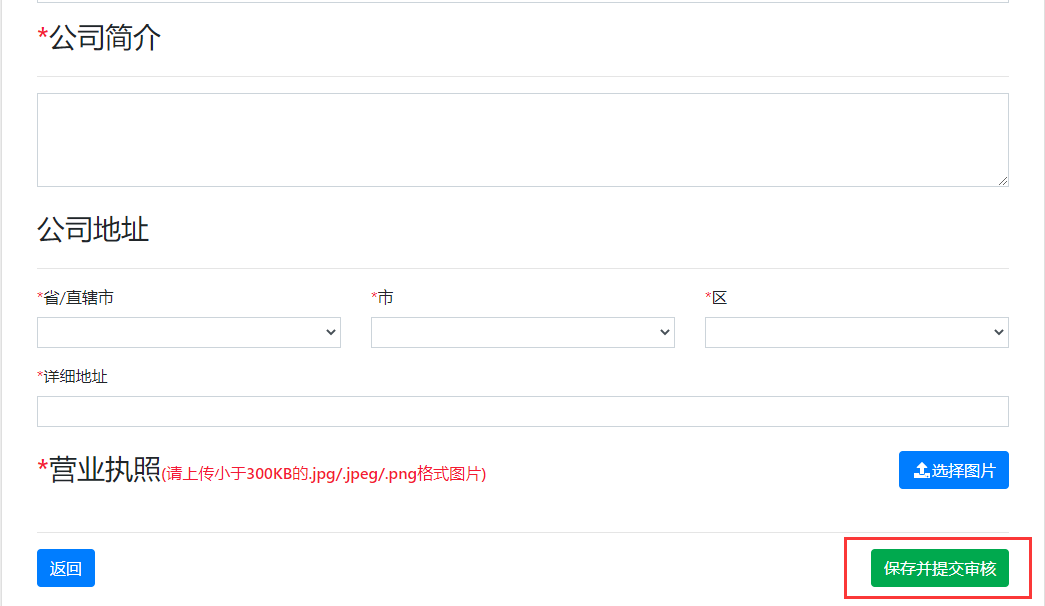 *公司简介
公司地址
*省/直辖市 *市 *区
*详细地址
*营业执照(请上传小于300KB的.jpg/.jpeg/.png格式图片) 选择图片
返回 保存并提交审核